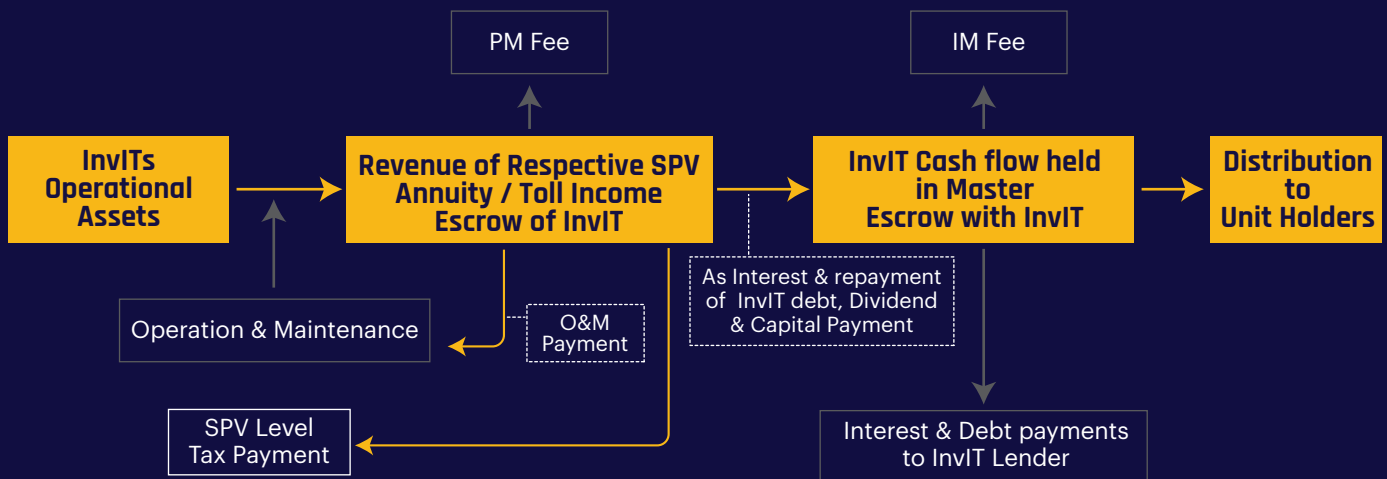 PM Fee
IM Fee
InvITs
Operational
Assets
Revenue of Respective SPV
Annuity / Toll Income
Escrow of InvIT
InvIT Cash flow held
in Master
Escrow with InvIT
Distribution
to
Unit Holders
Operation & Maintenance
O&M
Payment
As Interest & repayment
of InvIT debt, Dividend
& Capital Payment
SPV Level
Tax Payment
Interest & Debt payments
to InvIT Lender